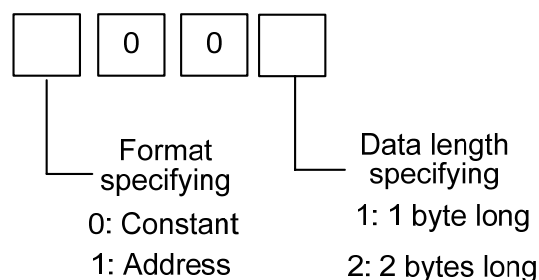 0 0
Format
specifying
0: Constant
1: Address
Data length
specifying
1: 1 byte long
2: 2 bytes long